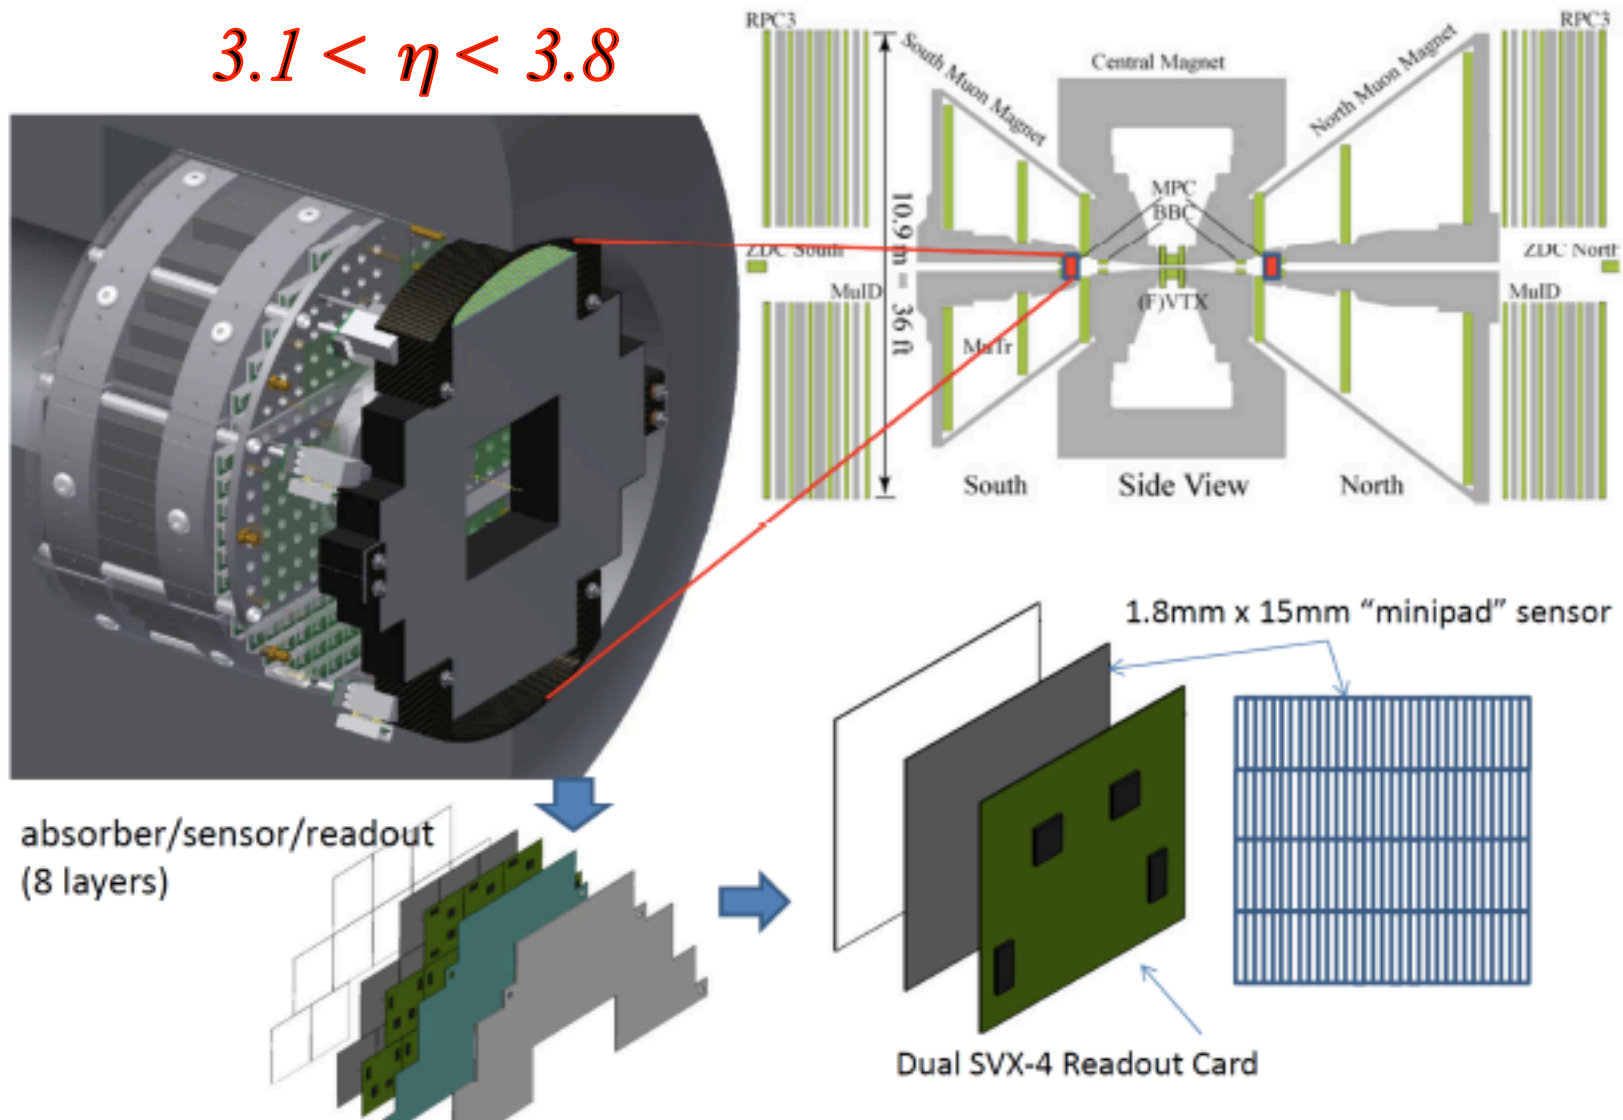 3.1 < η < 3.8
RPC3
RPC3
South Muon Magnet
Central Magnet
North Muon Magnet
MPC
BBC
10.9 m = 36 ft
ZDC South
ZDC North
MuID
(F)VTX
MuID
MuTr
South
Side View
North
1.8mm x 15mm “minipad” sensor
absorber/sensor/readout
(8 layers)
Dual SVX-4 Readout Card